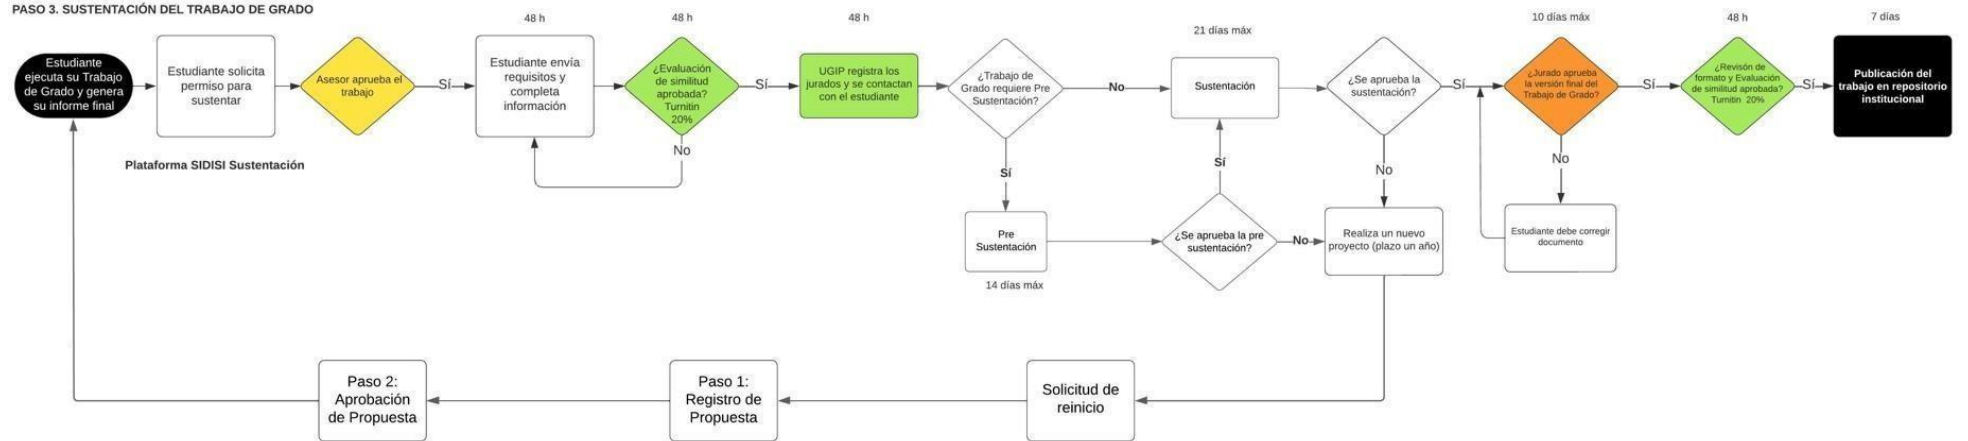 PASO 3. SUSTENTACIÓN DEL TRABAJO DE GRADO
Estudiante
ejecuta su Trabajo
de Grado y genera
su informe final
Estudiante solicita
permiso para
sustentar
Plataforma SIDISI Sustentación
Asesor aprueba el
trabajo
Sí
48 h
Estudiante envía
requisitos y
completa
información
48 h
¿Evaluación
de similitud
aprobada?
Turnitin
20%
No
Sí
48 h
UGIP registra los
jurados y se contactan
con el estudiante
¿Trabajo de
Grado requiere Pre
Sustentación?
No
Sí
Pre
Sustentación
14 días máx
21 días máx
Sustentación
Sí
¿Se aprueba la pre
sustentación?
No
¿Se aprueba la
sustentación?
Sí
No
Realiza un nuevo
proyecto (plazo un año)
10 días máx
¿Jurado aprueba
la versión final del
Trabajo de Grado?
No
Estudiante debe corregir
documento
Sí
48 h
¿Revisón de
formato y Evaluación
de similitud aprobada?
Turnitin 20%
Sí
7 días
Publicación del
trabajo en repositorio
institucional
Solicitud de
reinicio
Paso 1:
Registro de
Propuesta
Paso 2:
Aprobación
de Propuesta